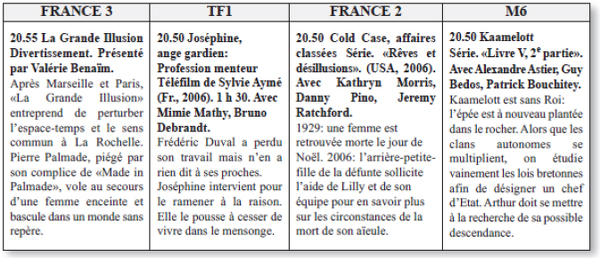 FRANCE 3
20.55 La Grande Illusion
Divertissement. Présenté
par Valérie Benaïm.
Après Marseille et Paris,
«La Grande Illusion»
entreprend de perturber
l'espace-temps et le sens
commun à La Rochelle.
Pierre Palmade, piégé par
son complice de «Made in
Palmade», vole au secours
d'une femme enceinte et
bascule dans un monde sans
repère.
TF1
20.50 Joséphine,
ange gardien:
Profession menteur
Téléfilm de Sylvie Aymé
(Fr., 2006). 1 h 30. Avec
Mimie Mathy, Bruno
Debrandt.
Frédéric Duval a perdu
son travail mais n'en a
rien dit à ses proches.
Joséphine intervient pour
le ramener à la raison.
Elle le pousse à cesser de
vivre dans le mensonge.
FRANCE 2
20.50 Cold Case, affaires
classées Série. «Rêves et
désillusions». (USA, 2006).
Avec Kathryn Morris,
Danny Pino, Jeremy
Ratchford.
1929: une femme est
retrouvée morte le jour de
Noël. 2006: l'arrière-petite-
fille de la défunte sollicite
l'aide de Lilly et de son
équipe pour en savoir plus
sur les circonstances de la
mort de son aïeule.
M6
20.50 Kaamelott
Série. «Livre V, 2e partie».
Avec Alexandre Astier, Guy
Bedos, Patrick Bouchitey.
Kaamelott est sans Roi:
l'épée est à nouveau plantée
dans le rocher. Alors que les
clans autonomes se
multiplient, on étudie
vainement les lois bretonnes
afin de désigner un chef
d'Etat. Arthur doit se mettre
à la recherche de sa possible
descendance.